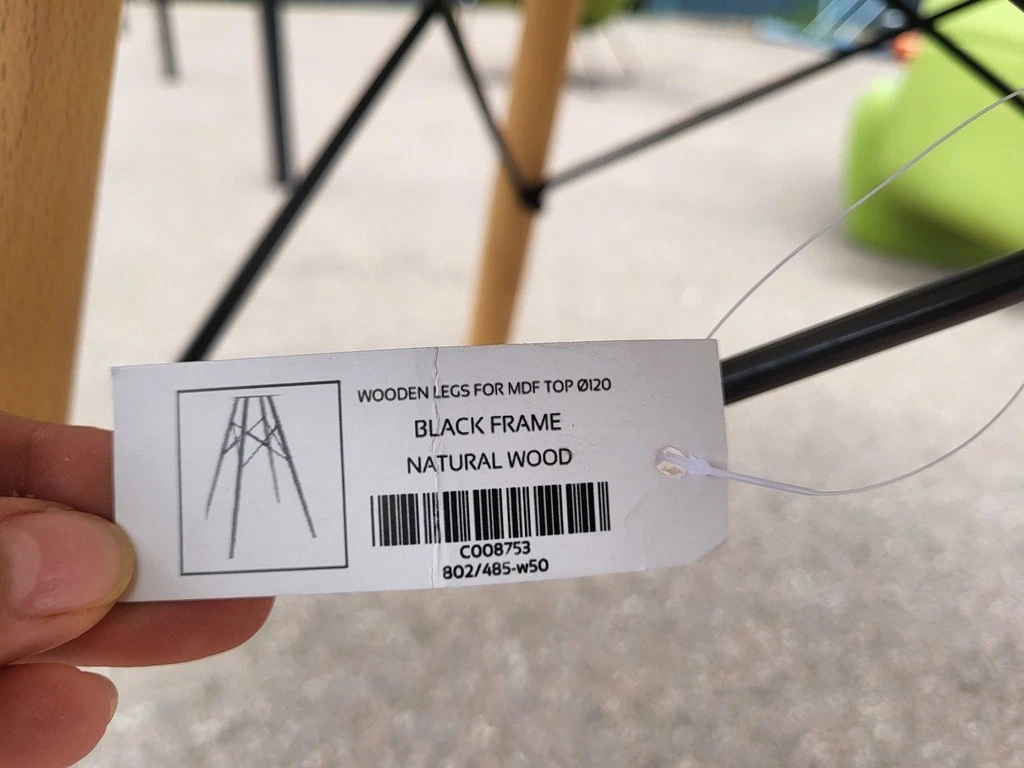 WOODEN LEGS FOR MDF TOP Ø120
BLACK FRAME
NATURAL WOOD
C008753
802/485-w50